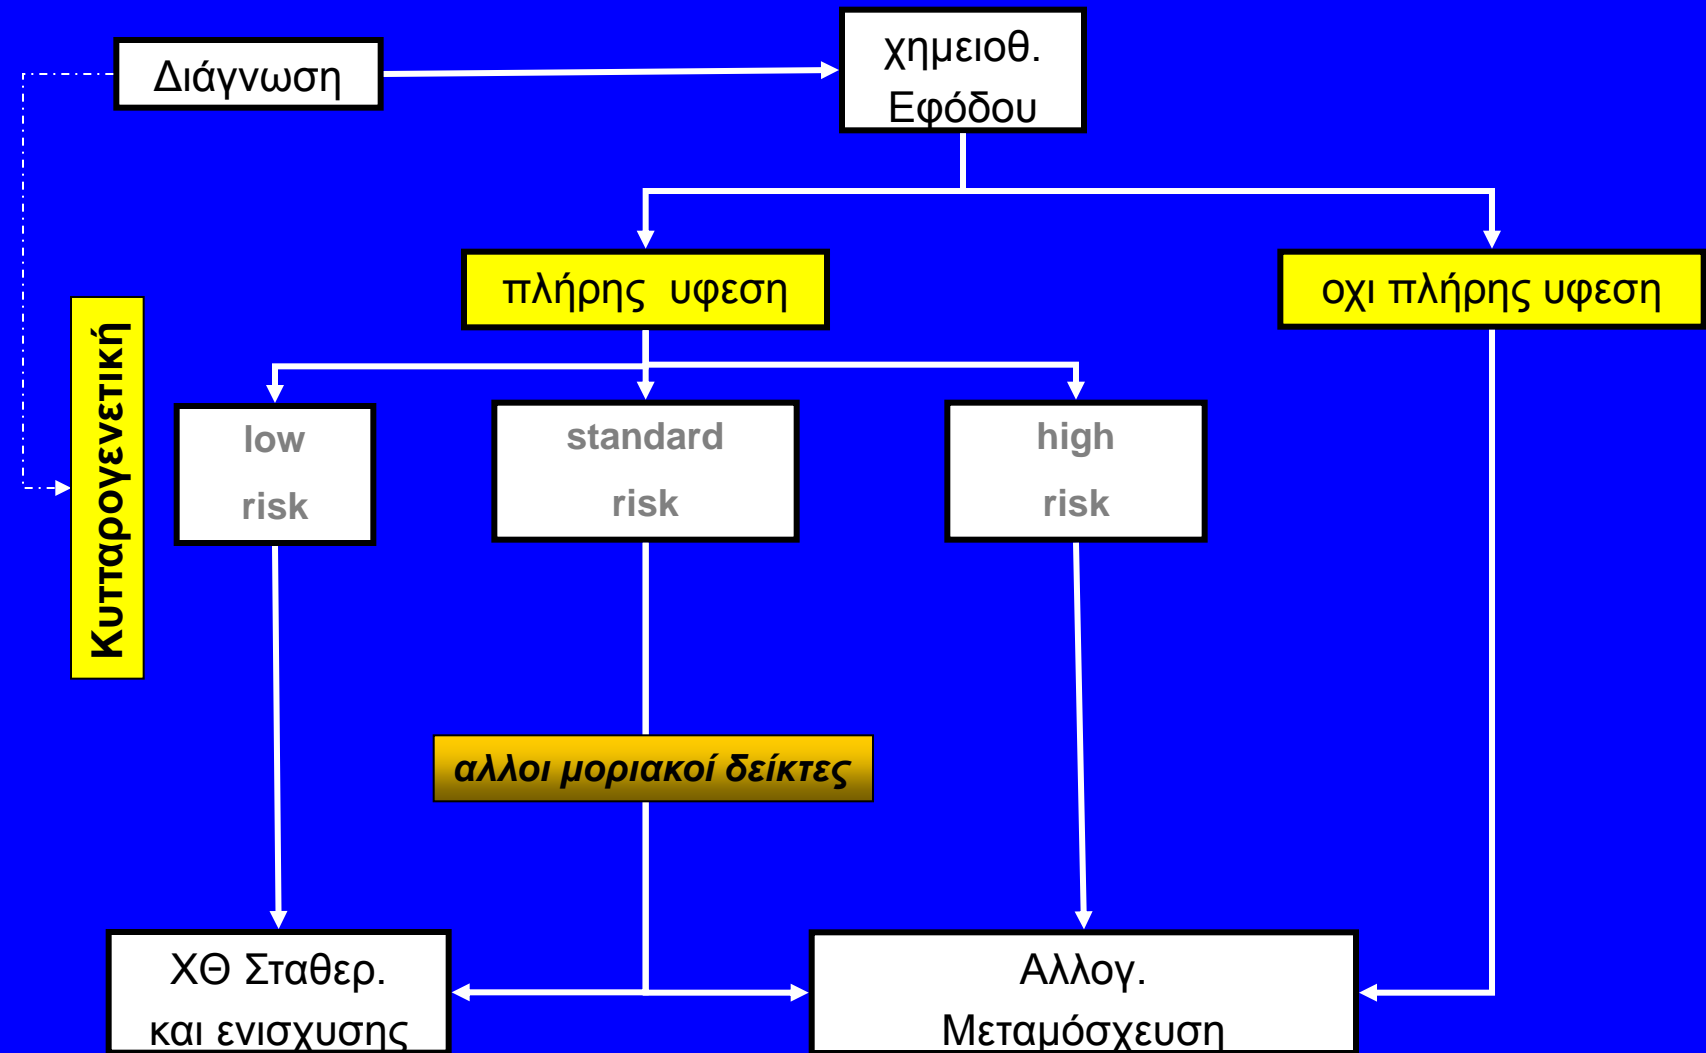 Διάγνωση
χημειοθ.
Εφόδου
πλήρης υφεση
οχι πλήρης υφεση
Κυτταρογενετική
low
risk
standard
risk
high
risk
αλλοι μοριακοί δείκτες
ΧΘ Σταθερ.
και ενισχυσης
Αλλογ.
Μεταμόσχευση